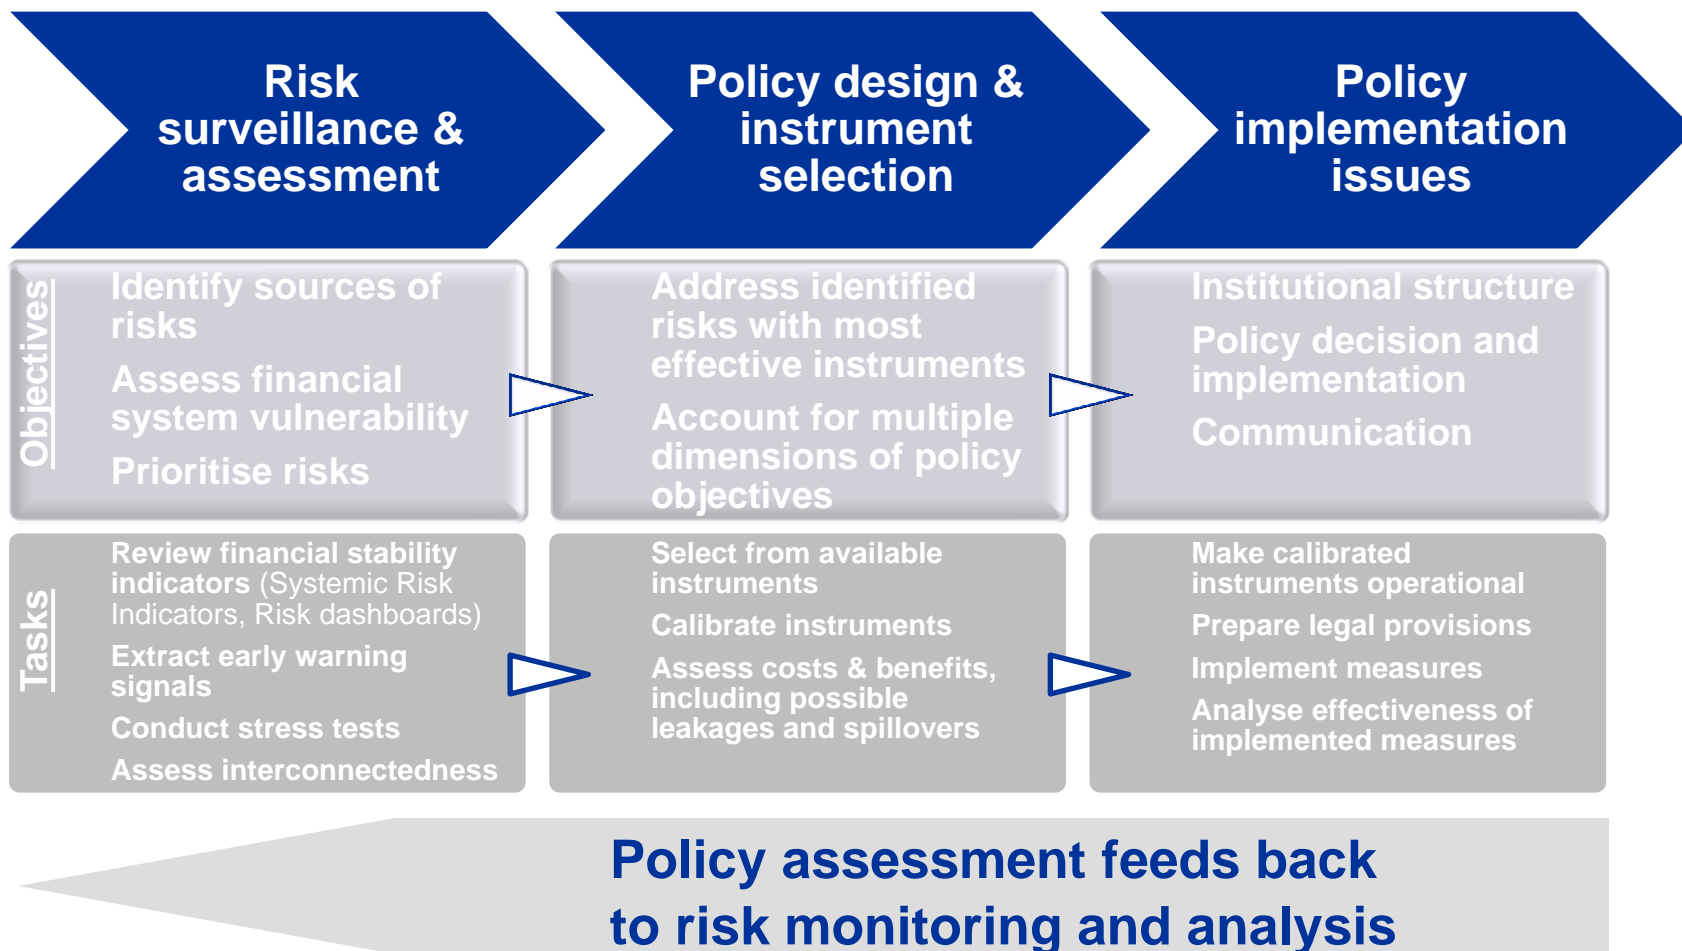 Risk
surveillance &
assessment
Policy design &
instrument
selection
Policy
implementation
issues
Objectives
Identify sources of
risks
Assess financial
system vulnerability
Prioritise risks
Address identified
risks with most
effective instruments
Account for multiple
dimensions of policy
objectives
Institutional structure
Policy decision and
implementation
Communication
Tasks
Review financial stability
indicators (Systemic Risk
Indicators, Risk dashboards)
Extract early warning
signals
Conduct stress tests
Assess interconnectedness
Select from available
instruments
Calibrate instruments
Assess costs & benefits,
including possible
leakages and spillovers
Make calibrated
instruments operational
Prepare legal provisions
Implement measures
Analyse effectiveness of
implemented measures
Policy assessment feeds back
to risk monitoring and analysis